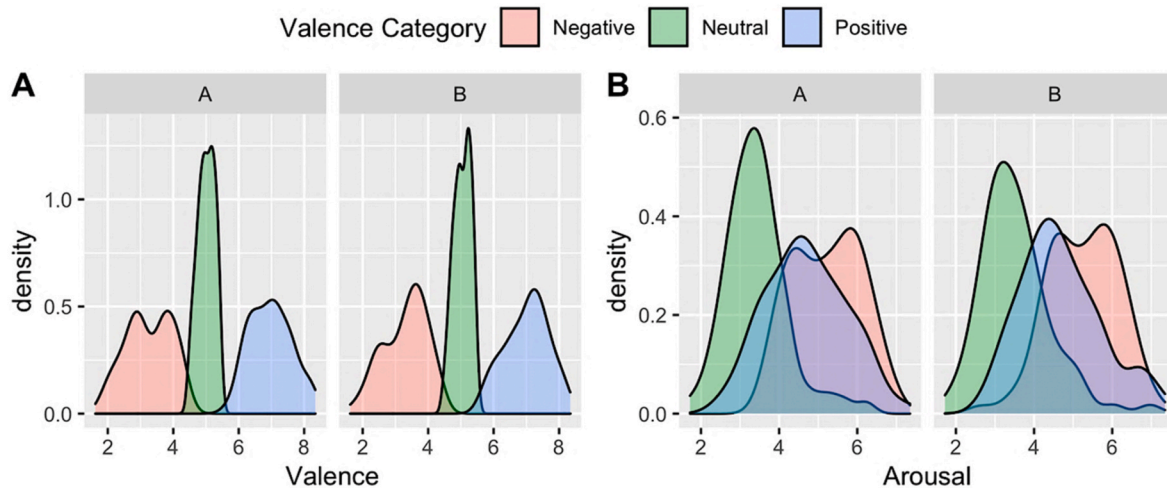 Valence Category Negative Neutral Positive
A
A B
density
1.0
0.5
0.0
2 4 6 8 2 4 6 8
Valence
B
A B
density
0.6
0.4
0.2
0.0
2 4 6 2 4 6
Arousal